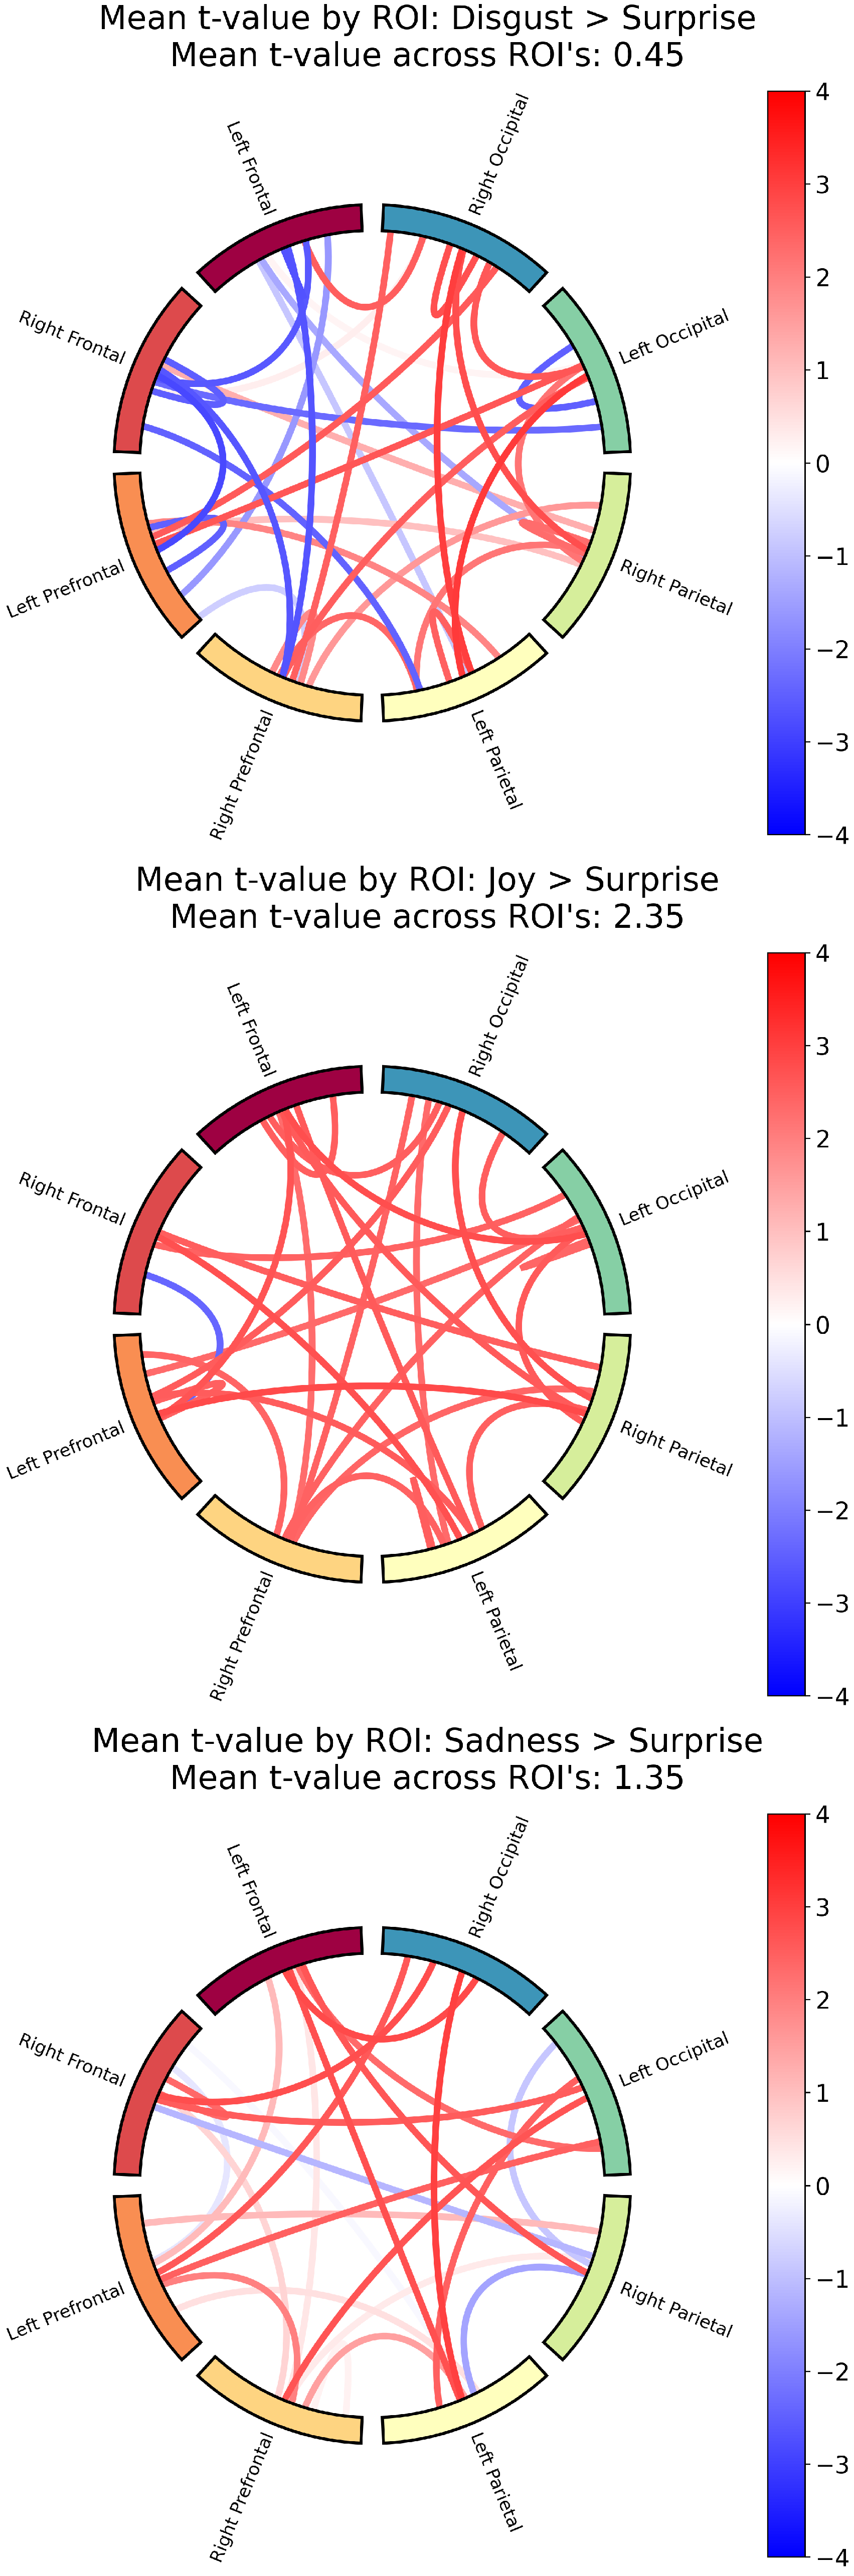 Mean t-value by ROI: Disgust > Surprise
Mean t-value across ROI's: 0.45
Left Frontal
Right Occipital
Right Frontal
Left Occipital
Left Prefrontal
Right Parietal
Right Prefrontal
Left Parietal
4
3
2
1
0
−1
−2
−3
−4
Mean t-value by ROI: Joy > Surprise
Mean t-value across ROI's: 2.35
Left Frontal
Right Occipital
Right Frontal
Left Occipital
Left Prefrontal
Right Parietal
Right Prefrontal
Left Parietal
4
3
2
1
0
−1
−2
−3
−4
Mean t-value by ROI: Sadness > Surprise
Mean t-value across ROI's: 1.35
Left Frontal
Right Occipital
Right Frontal
Left Occipital
Left Prefrontal
Right Parietal
Right Prefrontal
Left Parietal
4
3
2
1
0
−1
−2
−3
−4